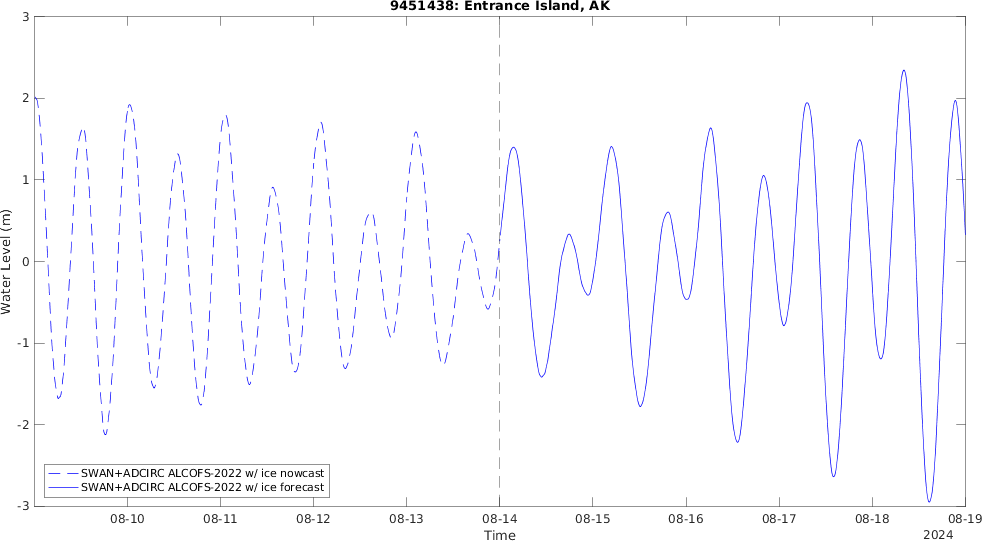 9451438: Entrance Island, AK
3
2
1
0
-1
-2
-3
Water Level (m)
SWAN+ADCIRC ALCOFS-2022 w/ ice nowcast
SWAN+ADCIRC ALCOFS-2022 w/ ice forecast
08-10 08-11 08-12 08-13 08-14 08-15 08-16 08-17 08-18 08-19
Time
2024